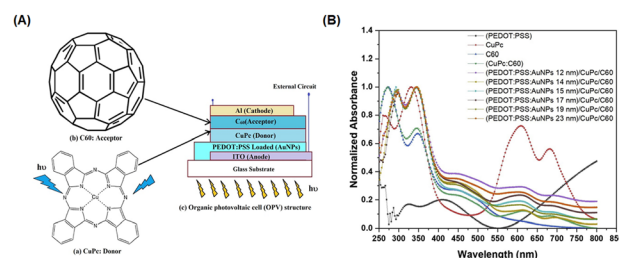 (A)
(b) C60: Acceptor
hυ
N
N
N
N
N
Cu
N
N
N
(a) CuPc: Donor
External Circuit
Al (Cathode)
C₆₀(Acceptor)
CuPc (Donor)
PEDOT:PSS Loaded (AuNPs)
ITO (Anode)
Glass Substrate
hυ
(c) Organic photovoltaic cell (OPV) structure
(B)
Normalized Absorbance
1.4
1.2
1.0
0.8
0.6
0.4
0.2
0.0
(PEDOT:PSS)
CuPc
C60
(CuPc:C60)
(PEDOT:PSS:AuNPs 12 nm)/CuPc/C60
(PEDOT:PSS:AuNPs 14 nm)/CuPc/C60
(PEDOT:PSS:AuNPs 15 nm)/CuPc/C60
(PEDOT:PSS:AuNPs 17 nm)/CuPc/C60
(PEDOT:PSS:AuNPs 19 nm)/CuPc/C60
(PEDOT:PSS:AuNPs 23 nm)/CuPc/C60
250 300 350 400 450 500 550 600 650 700 750 800 85
Wavelength (nm)